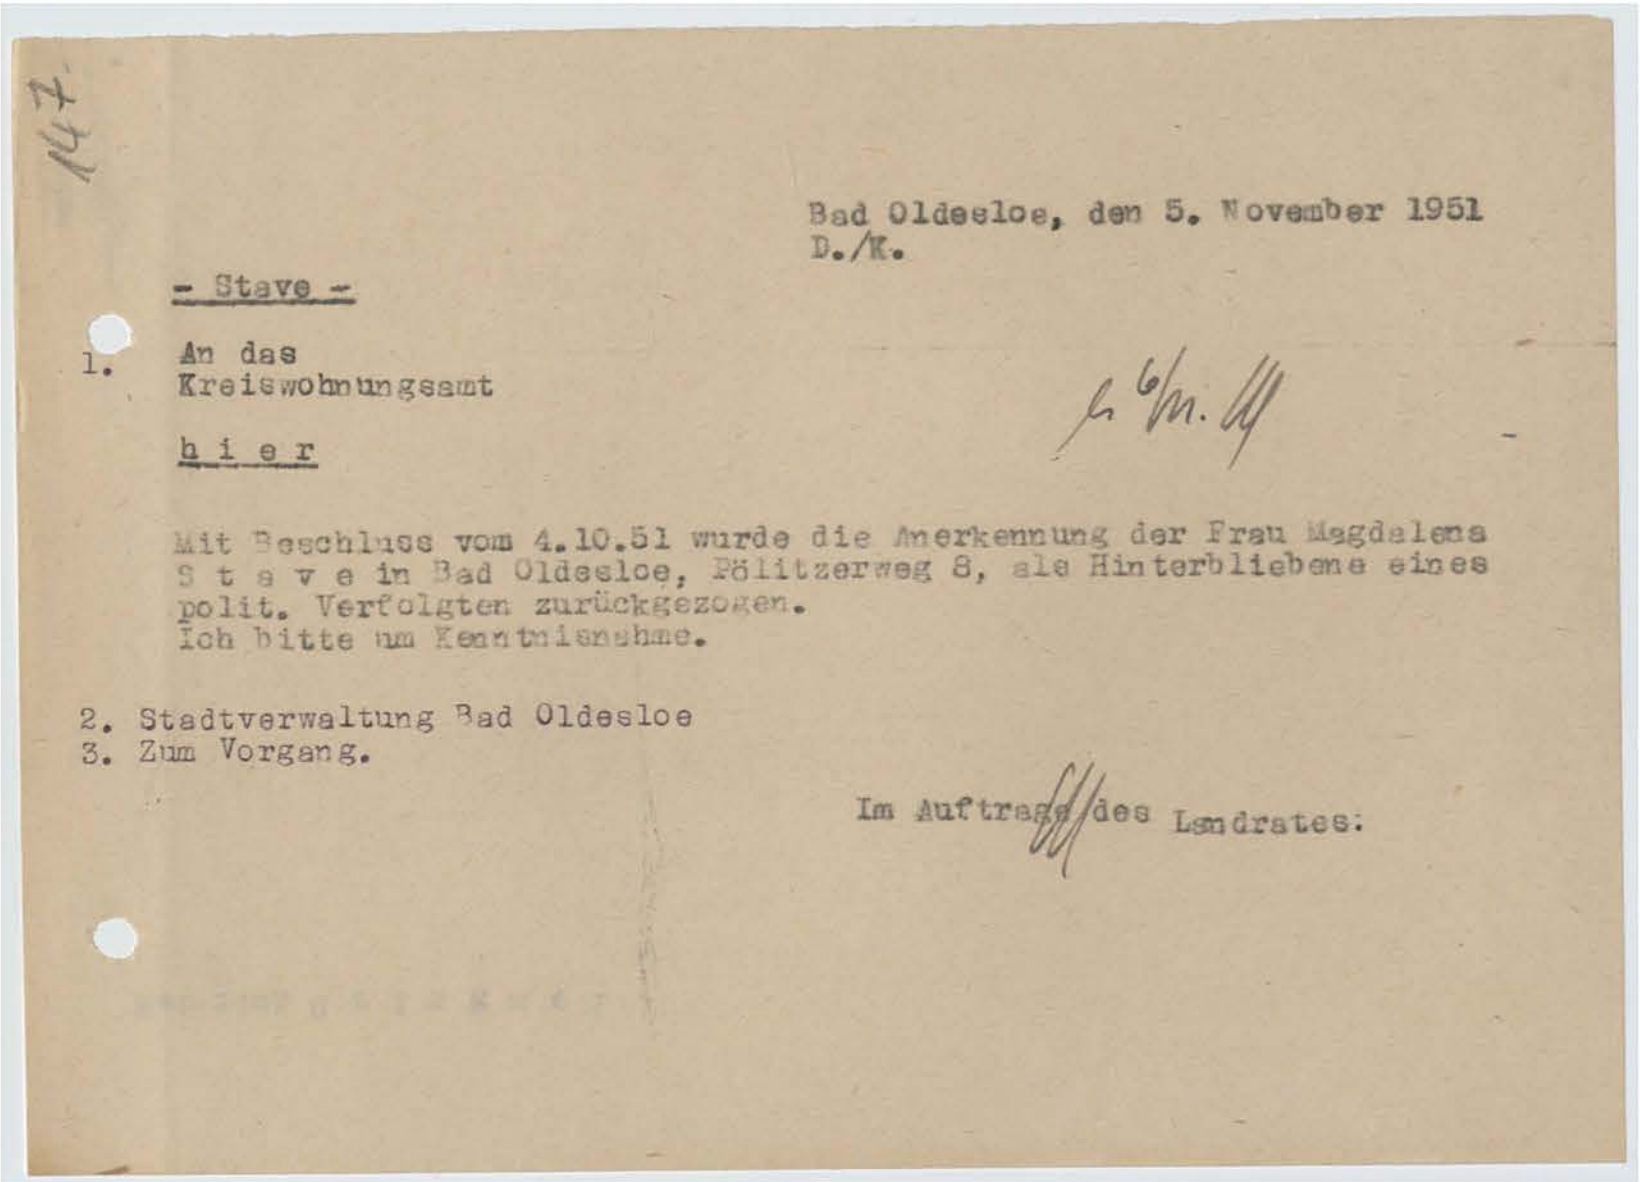 147
Bad Oldesloe, den 5. November 1951
D./K.
- Stave -
1. An das
Kreiswohnungsamt
h i e r
Mit Beschluss vom 4.10.51 wurde die Anerkennung der Frau Magdalena
S t a v e in Bad Oldesloe, Pölitzerweg 8, als Hinterbliebene eines
polit. Verfolgten zurückgezogen.
Ich bitte um Kenntnisnahme.
2. Stadtverwaltung Bad Oldesloe
3. Zum Vorgang.
Im Auftrage des Landrates: